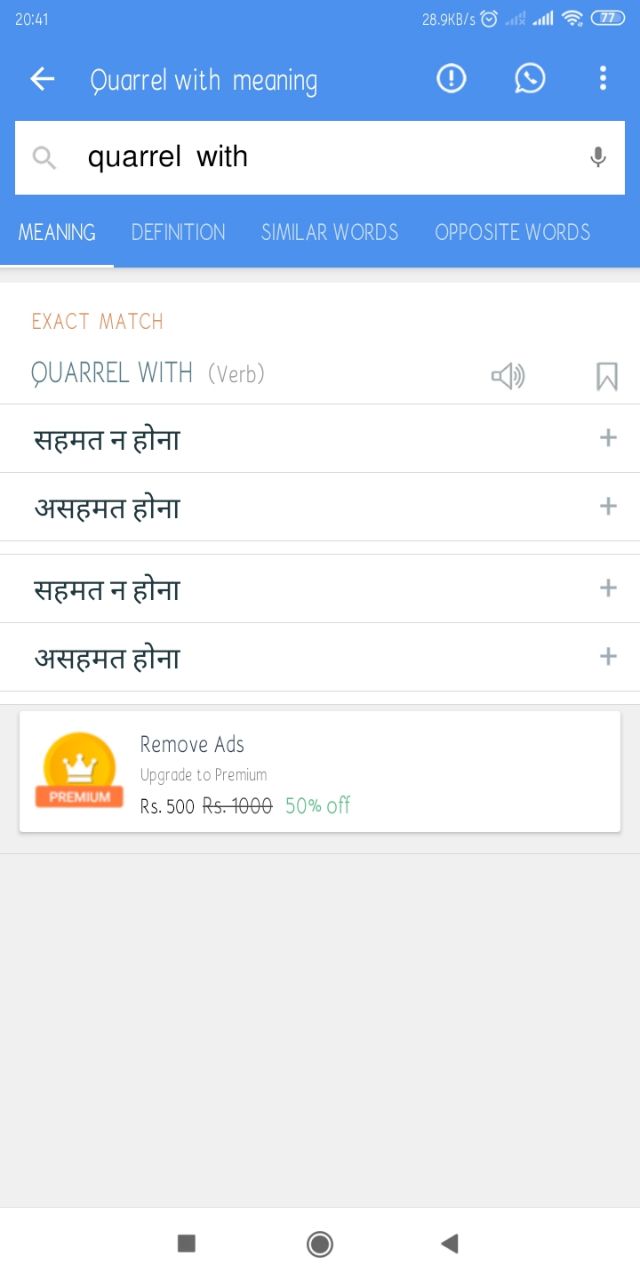 20:41 28.9KB/s 77
Quarrel with meaning
quarrel with
MEANING DEFINITION SIMILAR WORDS OPPOSITE WORDS
EXACT MATCH
QUARREL WITH (Verb)
सहमत न होना
असहमत होना
सहमत न होना
असहमत होना
Remove Ads
Upgrade to Premium
PREMIUM
Rs. 500 Rs. 1000 50% off